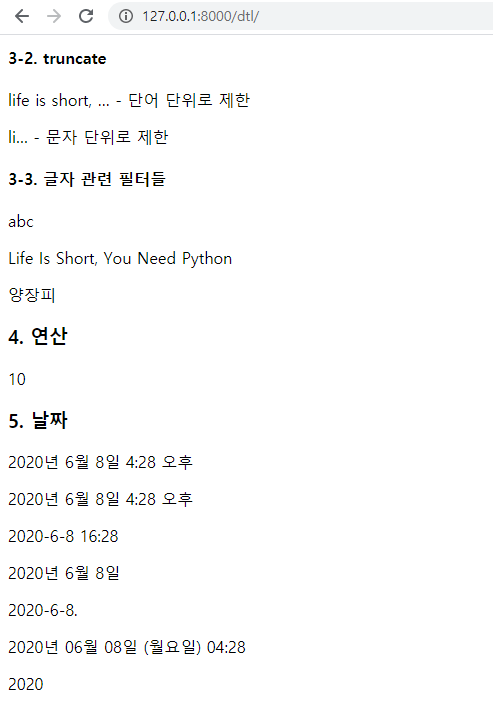 127.0.0.1:8000/dtl/
3-2. truncate
life is short, ... - 단어 단위로 제한
li... - 문자 단위로 제한
3-3. 글자 관련 필터들
abc
Life Is Short, You Need Python
양장피
4. 연산
10
5. 날짜
2020년 6월 8일 4:28 오후
2020년 6월 8일 4:28 오후
2020-6-8 16:28
2020년 6월 8일
2020-6-8.
2020년 06월 08일 (월요일) 04:28
2020